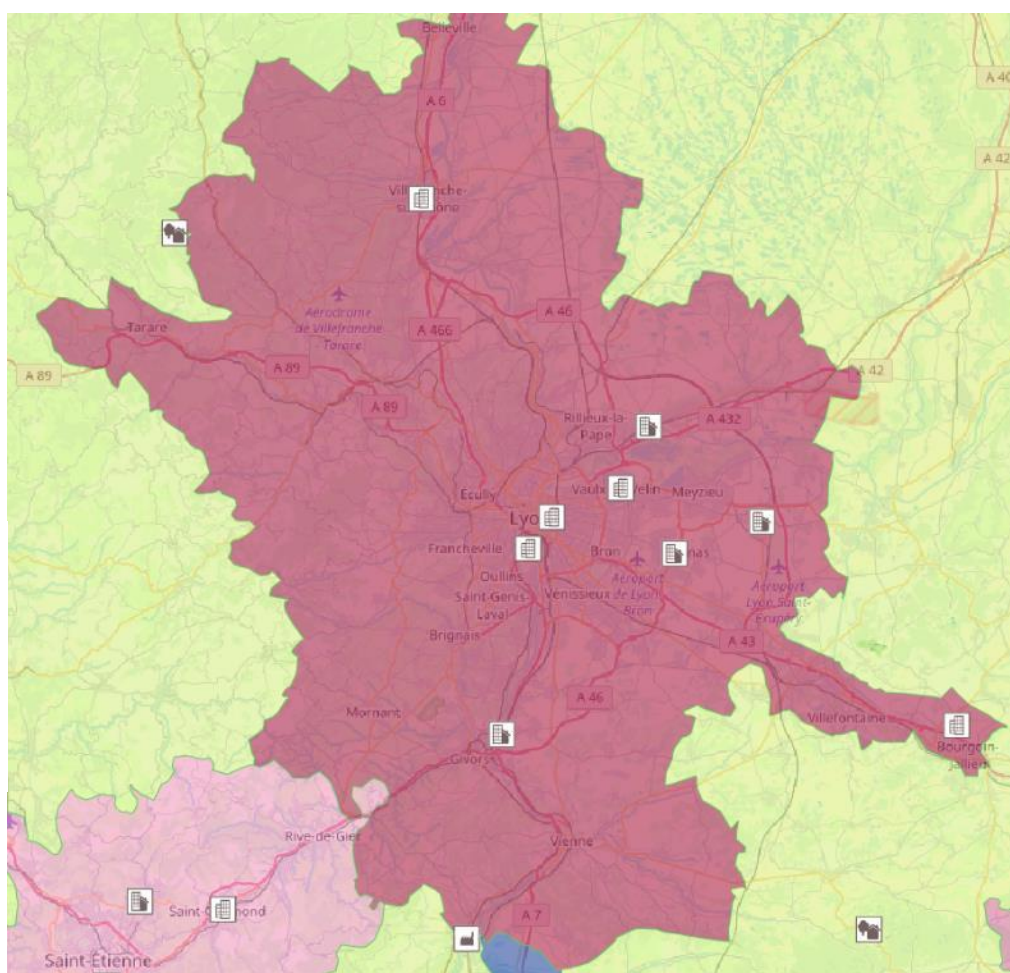 Belleville
A 40
A 6
A 42
Aérodrome
de Villefranche
- Tarare
Tarare
A 466
A 46
A 89
A 89
A 42
A 89
Rillieux-la-
Pape
A 432
Écully
Meyzieu
Francheville
Bron
Oullins
Saint-Genis-
Laval
Vénissieux
Aéroport
de Lyon
Bron
Aéroport
Lyon Saint-
Exupéry
Brignais
A 43
Mornant
A 46
Villefontaine
Bourgoin-
Jallieu
Givors
Rive-de-Gier
Vienne
A 7
Saint-Étienne